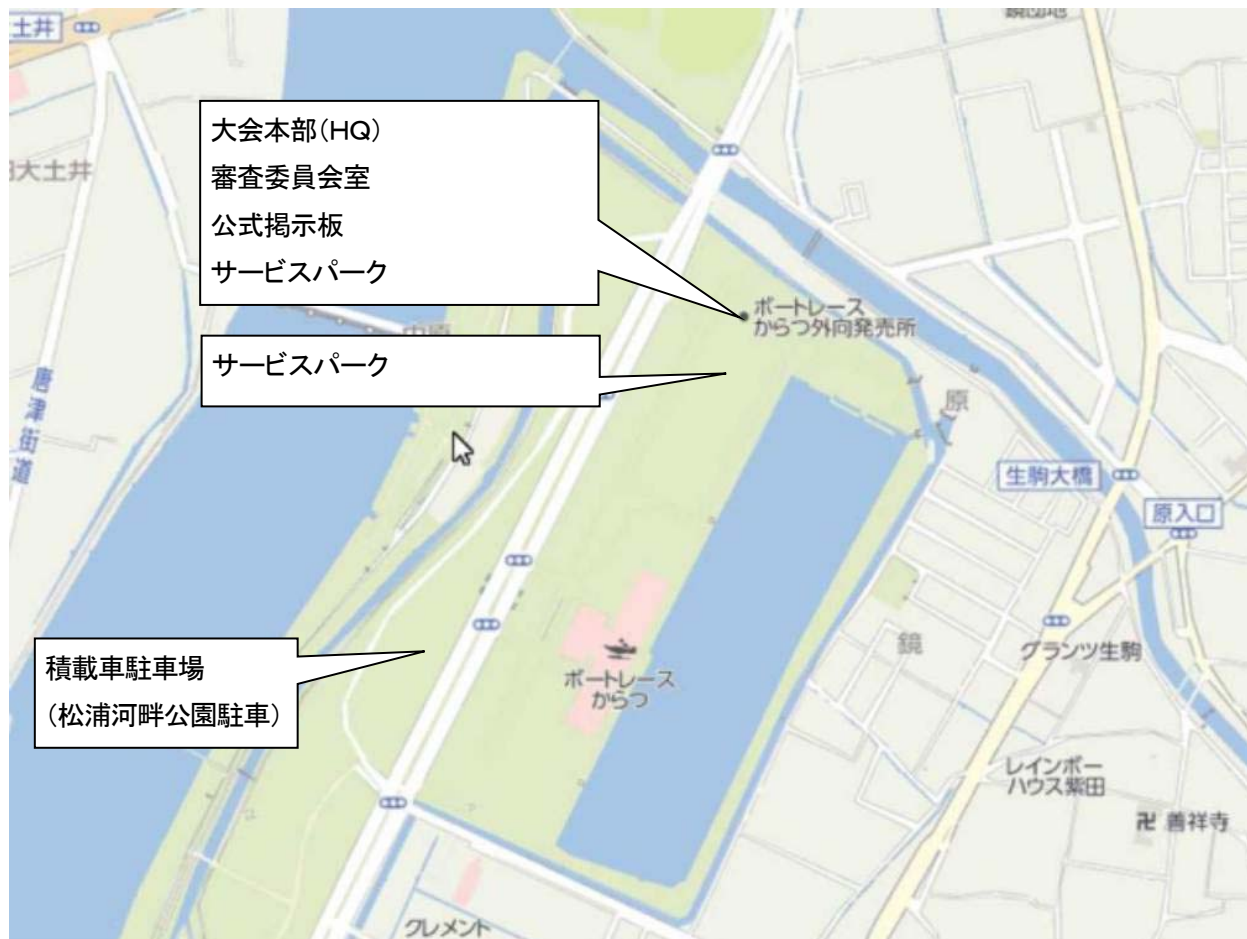 土井
大土井
大会本部(HQ)
審査委員会室
公式掲示板
サービスパーク
ボートレース
からつ外向発売所
サービスパーク
唐津街道
原
生駒大橋
原入口
鏡
グランツ生駒
積載車駐車場
(松浦河畔公園駐車)
ボートレース
からつ
レインボー
ハウス紫田
卍 善祥寺
クレメント